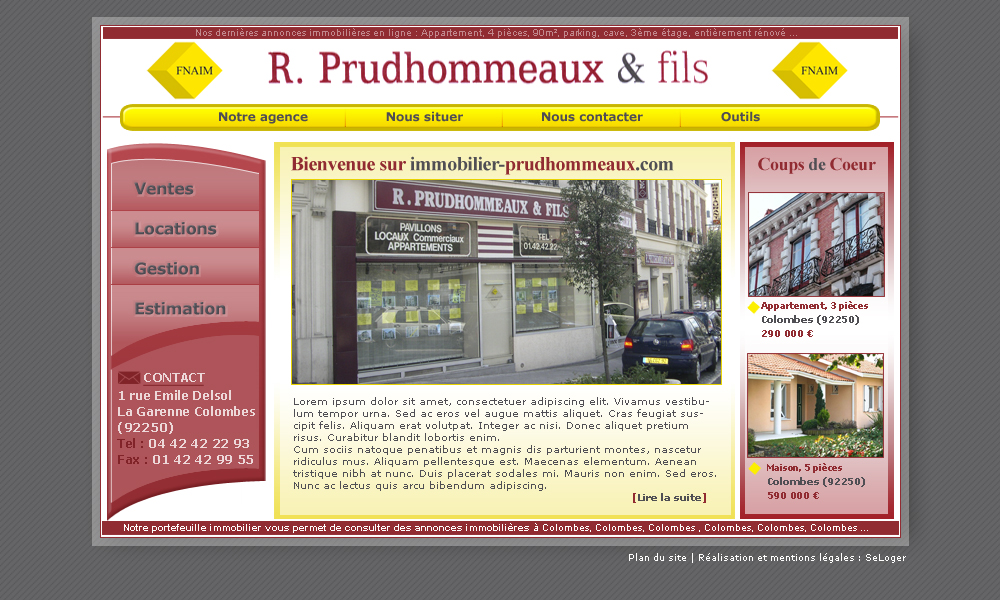 Nos dernières annonces immobilières en ligne : Appartement, 4 pièces, 90m², parking, cave, 3ème étage, entièrement rénové ...
FNAIM
R. Prudhommeaux & fils
FNAIM
Notre agence
Nous situer
Nous contacter
Outils
Ventes
Locations
Gestion
Estimation
CONTACT
1 rue Emile Delsol
La Garenne Colombes
(92250)
Tel : 04 42 42 22 93
Fax : 01 42 42 99 55
Bienvenue sur immobilier-prudhommeaux.com
R. PRUDHOMMEAUX & FILS
PAVILLONS
LOCAUX Commerciaux
APPARTEMENTS
TEL
01.42.42.22
Lorem ipsum dolor sit amet, consectetuer adipiscing elit. Vivamus vestibu-
lum tempor urna. Sed ac eros vel augue mattis aliquet. Cras feugiat sus-
cipit felis. Aliquam erat volutpat. Integer ac nisi. Donec aliquet pretium
risus. Curabitur blandit lobortis enim.
Cum sociis natoque penatibus et magnis dis parturient montes, nascetur
ridiculus mus. Aliquam pellentesque est. Maecenas elementum. Aenean
tristique nibh at nunc. Duis placerat sodales mi. Mauris non enim. Sed eros.
Nunc ac lectus quis arcu bibendum adipiscing.
[Lire la suite]
Coups de Coeur
Appartement, 3 pièces
Colombes (92250)
290 000 €
Maison, 5 pièces
Colombes (92250)
590 000 €
Notre portefeuille immobilier vous permet de consulter des annonces immobilières à Colombes, Colombes, Colombes , Colombes, Colombes, Colombes ...
Plan du site | Réalisation et mentions légales : SeLoger